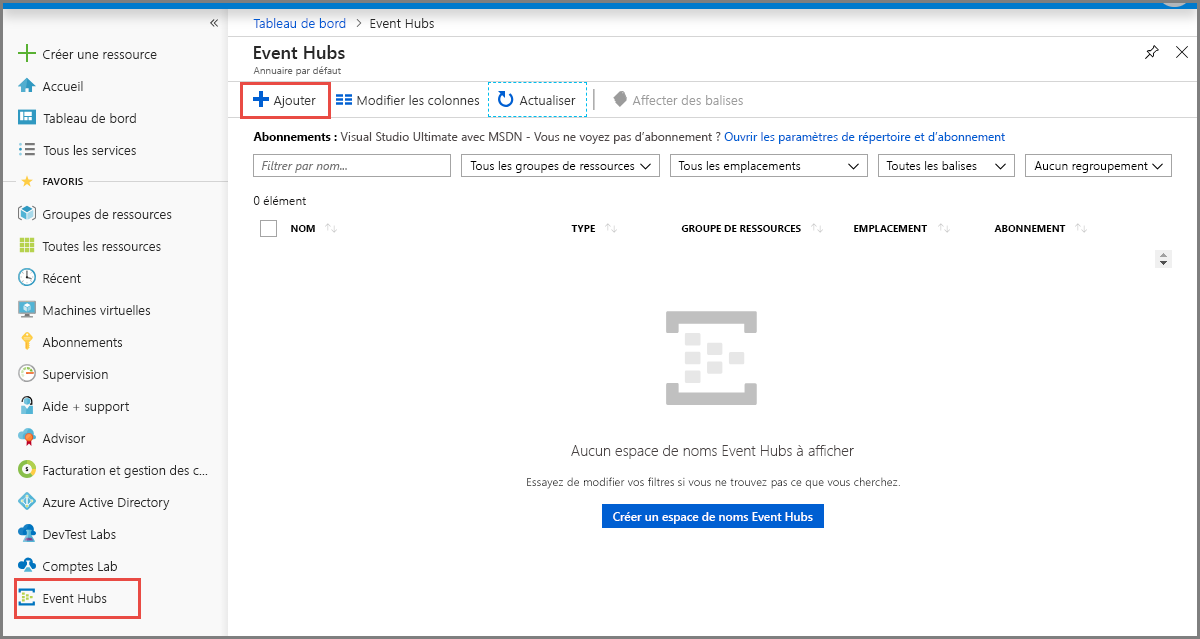 «
Créer une ressource
Accueil
Tableau de bord
Tous les services
FAVORIS
Groupes de ressources
Toutes les ressources
Récent
Machines virtuelles
Abonnements
Supervision
Aide + support
Advisor
Facturation et gestion des c...
Azure Active Directory
DevTest Labs
Comptes Lab
Event Hubs
Tableau de bord > Event Hubs
Event Hubs
Annuaire par défaut
Ajouter Modifier les colonnes Actualiser Affecter des balises
Abonnements : Visual Studio Ultimate avec MSDN - Vous ne voyez pas d'abonnement ? Ouvrir les paramètres de répertoire et d'abonnement
Filtrer par nom... Tous les groupes de ressources Tous les emplacements Toutes les balises Aucun regroupement
0 élément
NOM TYPE GROUPE DE RESSOURCES EMPLACEMENT ABONNEMENT
Aucun espace de noms Event Hubs à afficher
Essayez de modifier vos filtres si vous ne trouvez pas ce que vous cherchez.
Créer un espace de noms Event Hubs